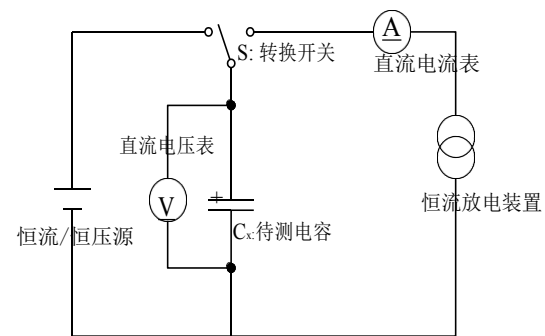 A
S: 转换开关
直流电流表
直流电压表
+
V
恒流放电装置
Cx:待测电容
恒流/恒压源